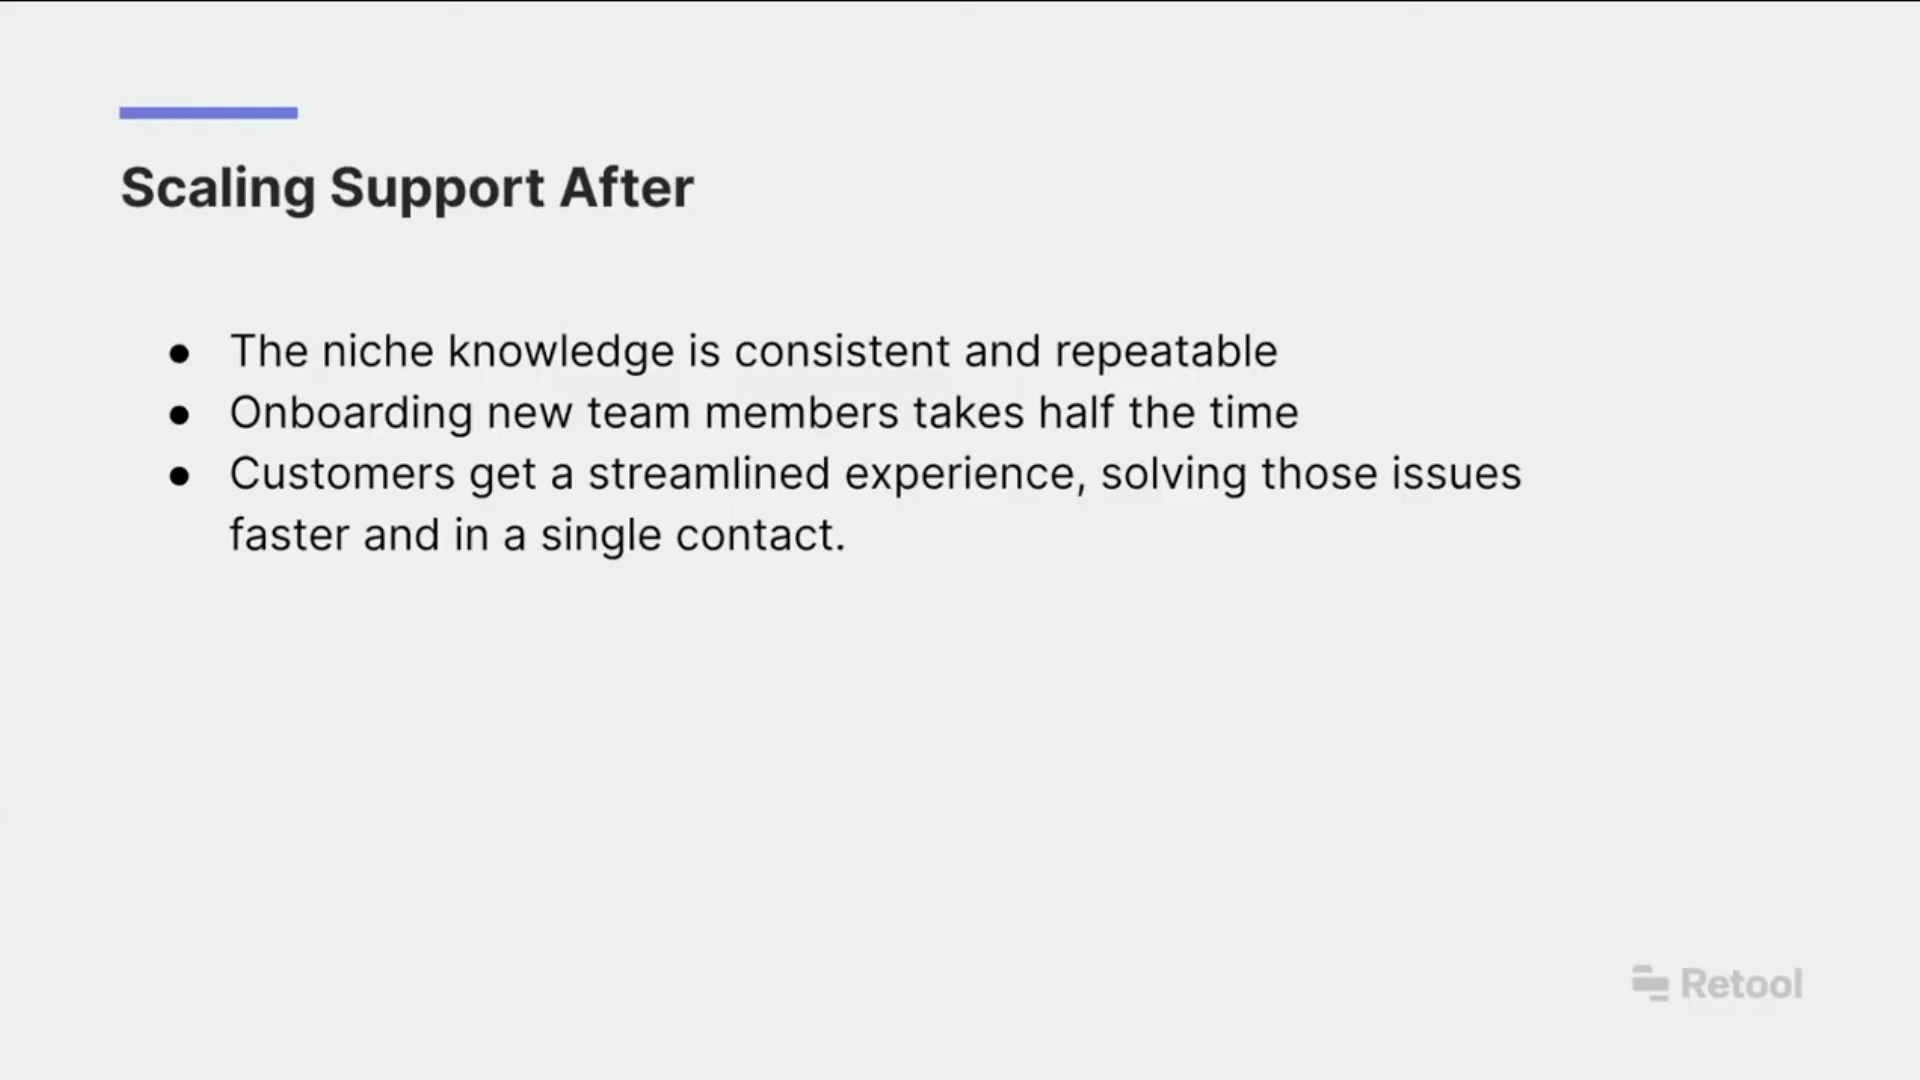 Scaling Support After
● The niche knowledge is consistent and repeatable
● Onboarding new team members takes half the time
● Customers get a streamlined experience, solving those issues
faster and in a single contact.
Retool